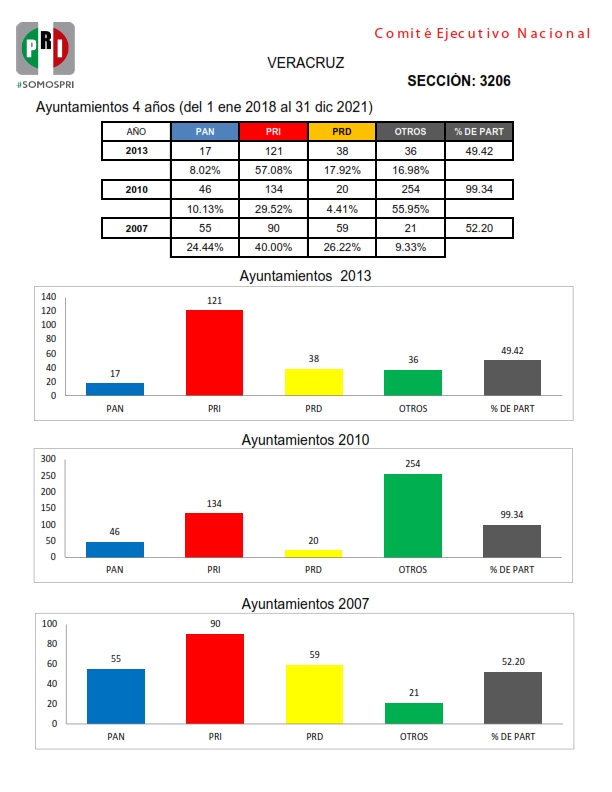 Comité Ejecutivo Nacional
PRI
#SOMOSPRI
VERACRUZ
SECCIÓN: 3206
Ayuntamientos 4 años (del 1 ene 2018 al 31 dic 2021)
AÑO PAN PRI PRD OTROS % DE PART
2013 17 121 38 36 49.42
8.02% 57.08% 17.92% 16.98%
2010 46 134 20 254 99.34
10.13% 29.52% 4.41% 55.95%
2007 55 90 59 21 52.20
24.44% 40.00% 26.22% 9.33%
Ayuntamientos 2013
140
120
100
80
60
40
20
0
17 121 38 36 49.42
PAN PRI PRD OTROS % DE PART
Ayuntamientos 2010
300
250
200
150
100
50
0
46 134 20 254 99.34
PAN PRI PRD OTROS % DE PART
Ayuntamientos 2007
100
80
60
40
20
0
55 90 59 21 52.20
PAN PRI PRD OTROS % DE PART